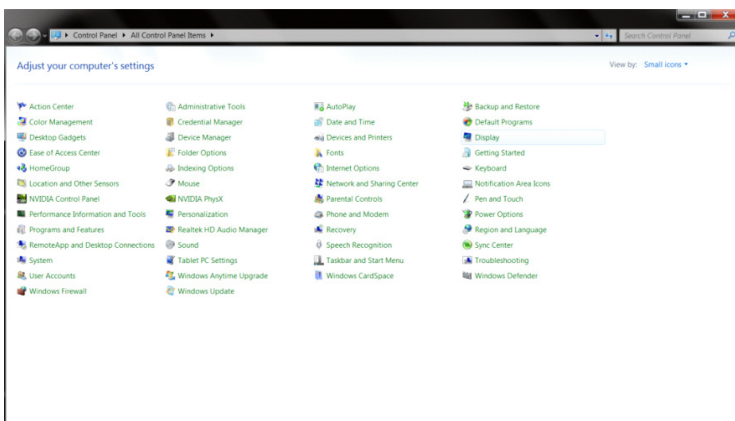 Control Panel All Control Panel Items
Search Control Panel
Adjust your computer's settings
View by: Small icons
Action Center Administrative Tools AutoPlay Backup and Restore
Color Management Credential Manager Date and Time Default Programs
Desktop Gadgets Device Manager Devices and Printers Display
Ease of Access Center Folder Options Fonts Getting Started
HomeGroup Indexing Options Internet Options Keyboard
Location and Other Sensors Mouse Network and Sharing Center Notification Area Icons
NVIDIA Control Panel NVIDIA PhysX Parental Controls Pen and Touch
Performance Information and Tools Personalization Phone and Modem Power Options
Programs and Features Realtek HD Audio Manager Recovery Region and Language
RemoteApp and Desktop Connections Sound Speech Recognition Sync Center
System Tablet PC Settings Taskbar and Start Menu Troubleshooting
User Accounts Windows Anytime Upgrade Windows CardSpace Windows Defender
Windows Firewall Windows Update